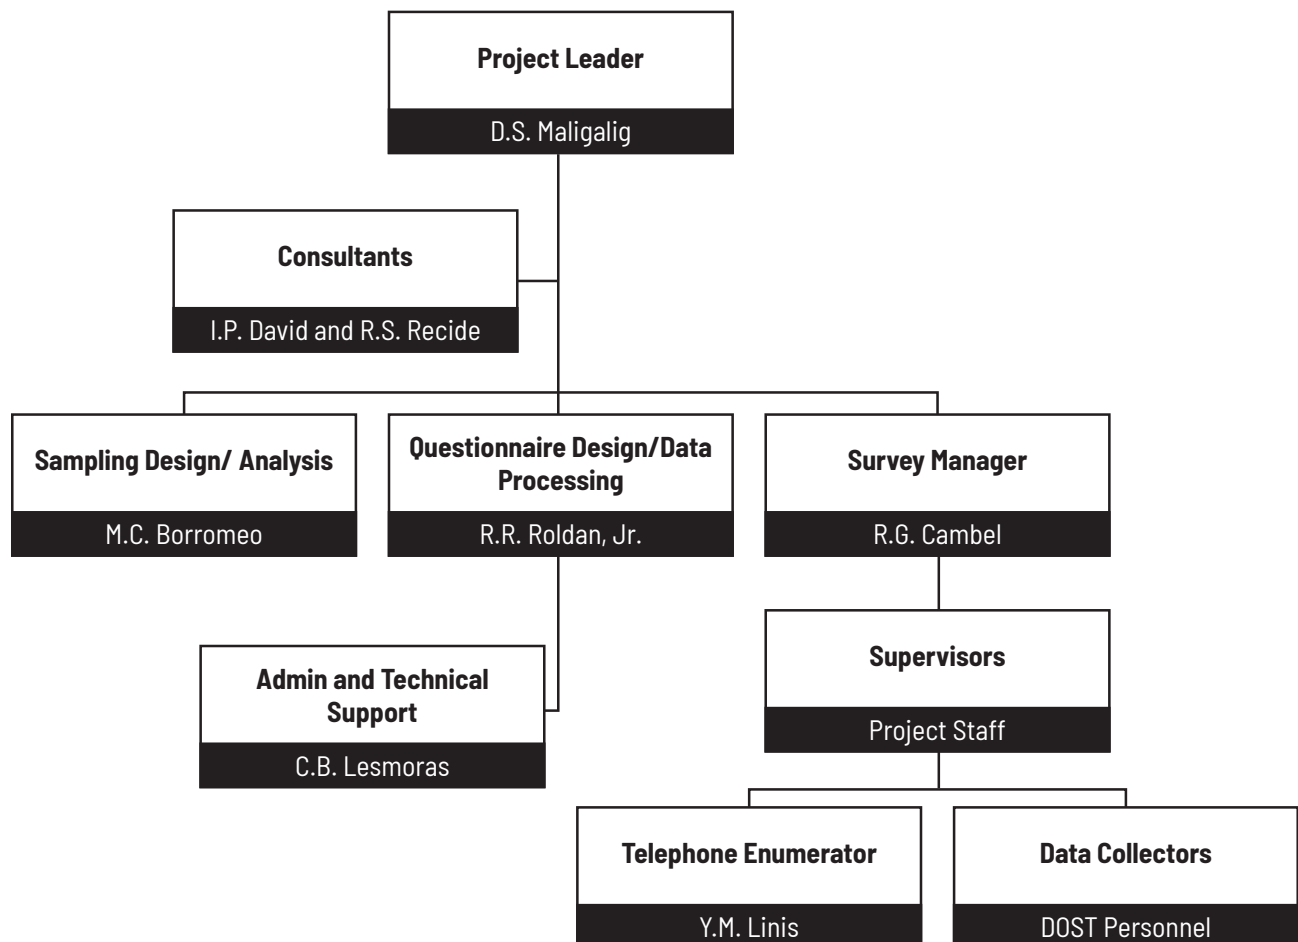 Project Leader
D.S. Maligalig
Consultants
I.P. David and R.S. Recide
Sampling Design/ Analysis
M.C. Borromeo
Questionnaire Design/Data
Processing
R.R. Roldan, Jr.
Survey Manager
R.G. Cambel
Admin and Technical
Support
C.B. Lesmoras
Supervisors
Project Staff
Telephone Enumerator
Y.M. Linis
Data Collectors
DOST Personnel